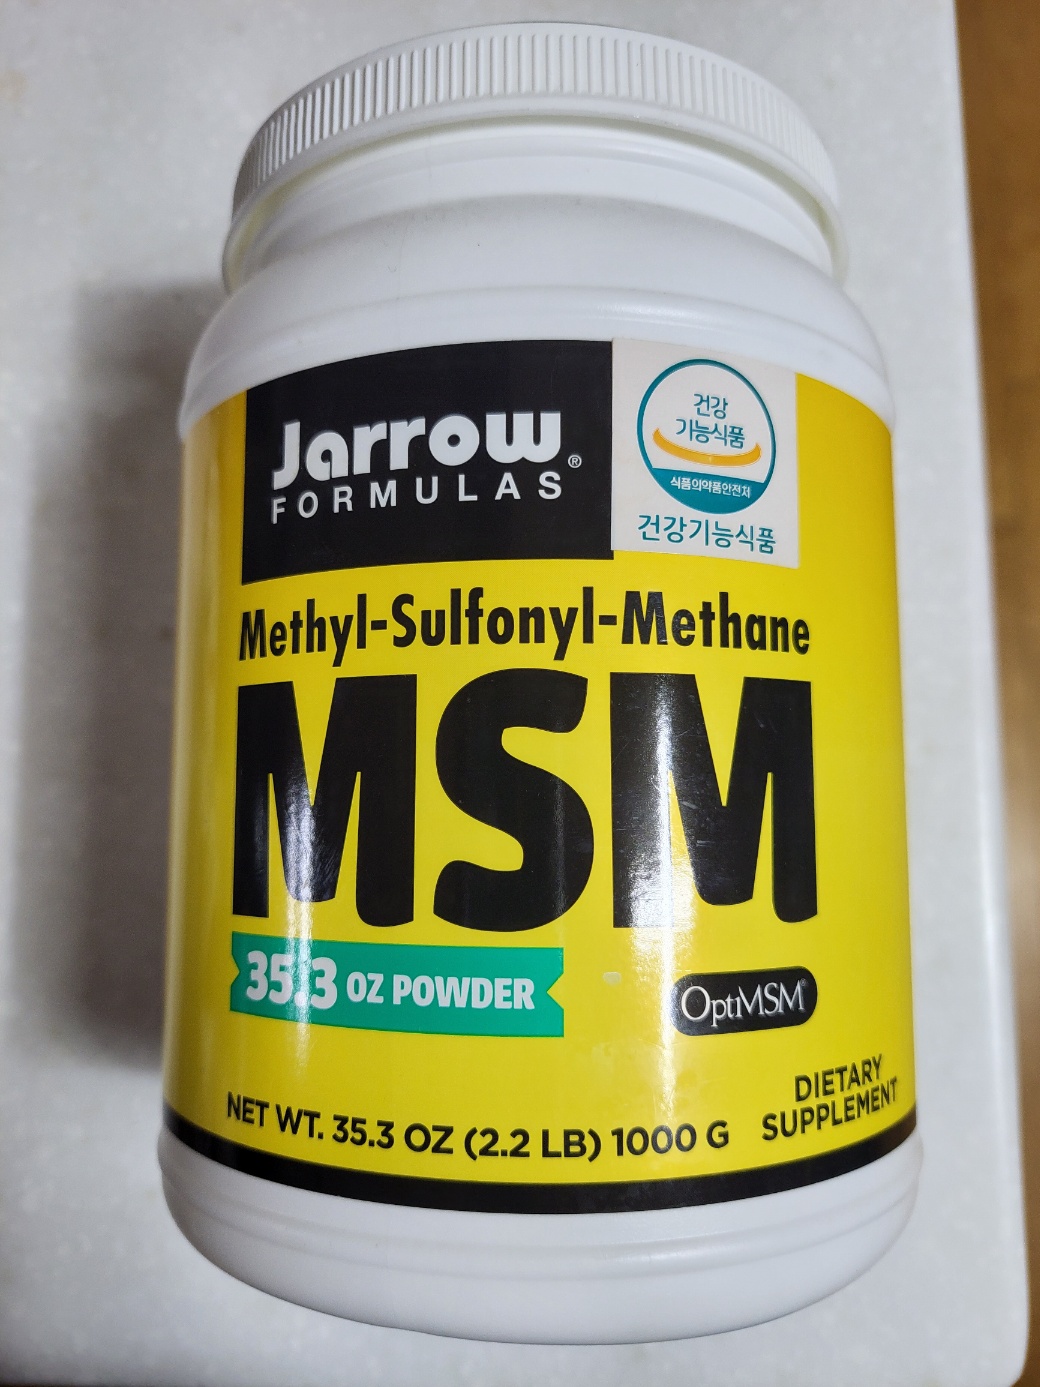 Jarrow®
FORMULAS
건강
기능식품
식품의약품안전처
건강기능식품
Methyl-Sulfonyl-Methane
MSM
35.3 OZ POWDER
OptiMSM®
DIETARY
SUPPLEMENT
NET WT. 35.3 OZ (2.2 LB) 1000 G